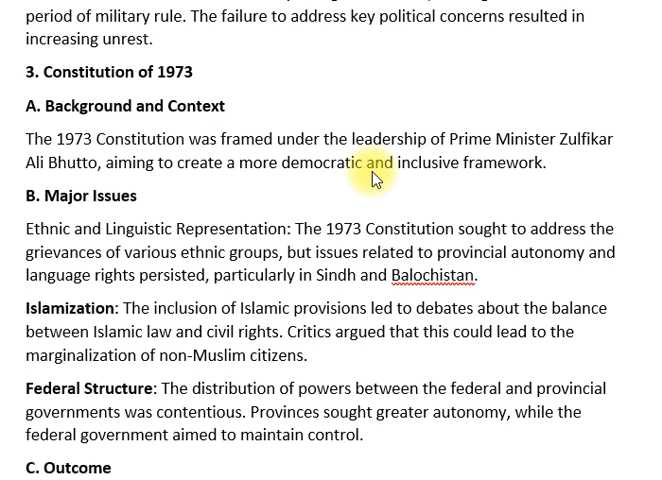 period of military rule. The failure to address key political concerns resulted in
increasing unrest.
3. Constitution of 1973
A. Background and Context
The 1973 Constitution was framed under the leadership of Prime Minister Zulfikar
Ali Bhutto, aiming to create a more democratic and inclusive framework.
B. Major Issues
Ethnic and Linguistic Representation: The 1973 Constitution sought to address the
grievances of various ethnic groups, but issues related to provincial autonomy and
language rights persisted, particularly in Sindh and Balochistan.
Islamization: The inclusion of Islamic provisions led to debates about the balance
between Islamic law and civil rights. Critics argued that this could lead to the
marginalization of non-Muslim citizens.
Federal Structure: The distribution of powers between the federal and provincial
governments was contentious. Provinces sought greater autonomy, while the
federal government aimed to maintain control.
C. Outcome